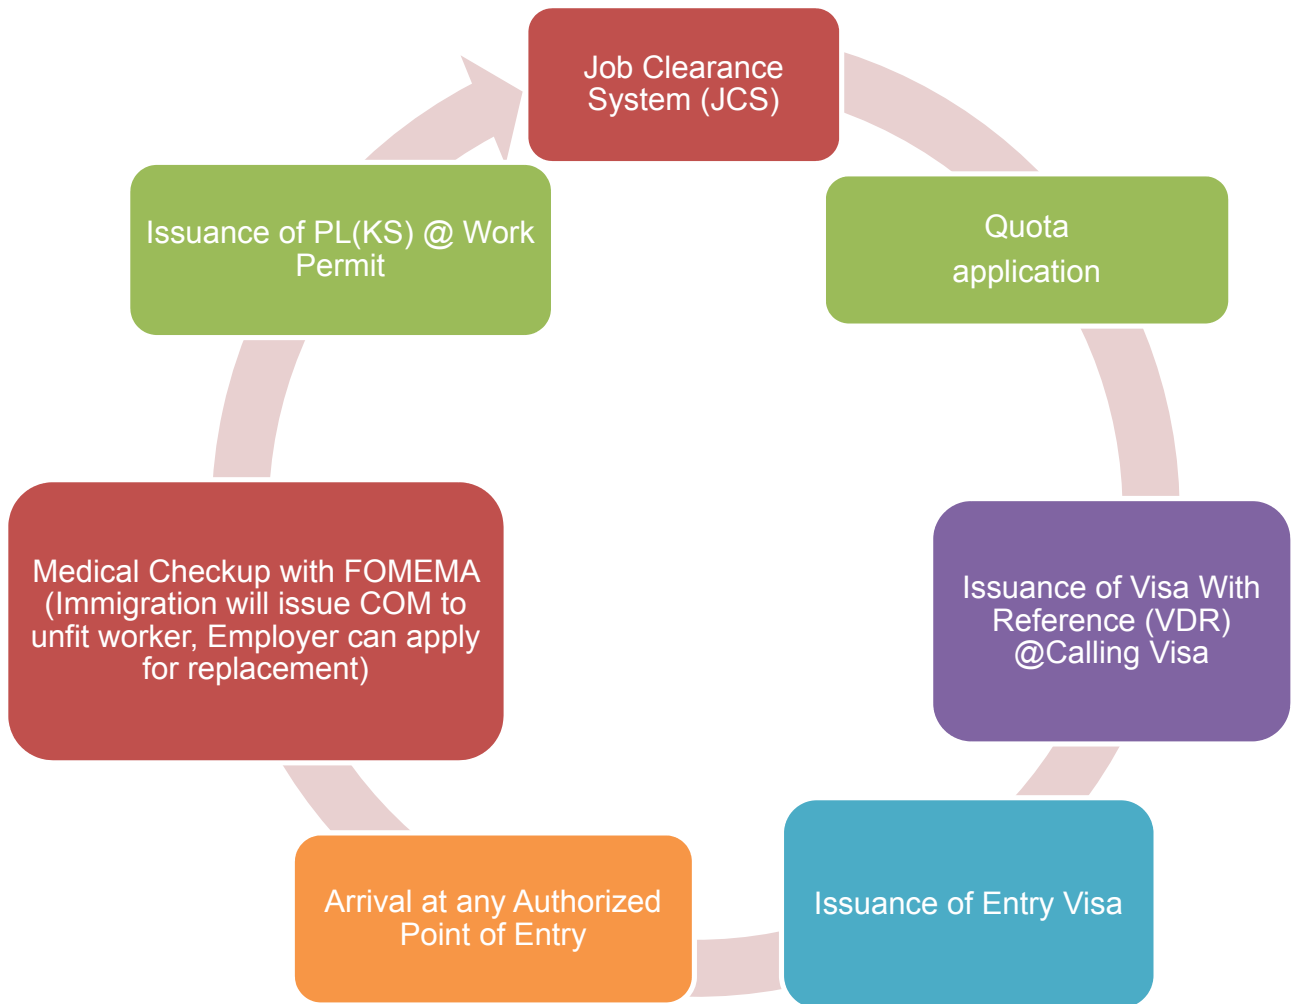 Job Clearance
System (JCS)
Quota
application
Issuance of Visa With
Reference (VDR)
@Calling Visa
Issuance of Entry Visa
Arrival at any Authorized
Point of Entry
Medical Checkup with FOMEMA
(Immigration will issue COM to
unfit worker, Employer can apply
for replacement)
Issuance of PL(KS) @ Work
Permit